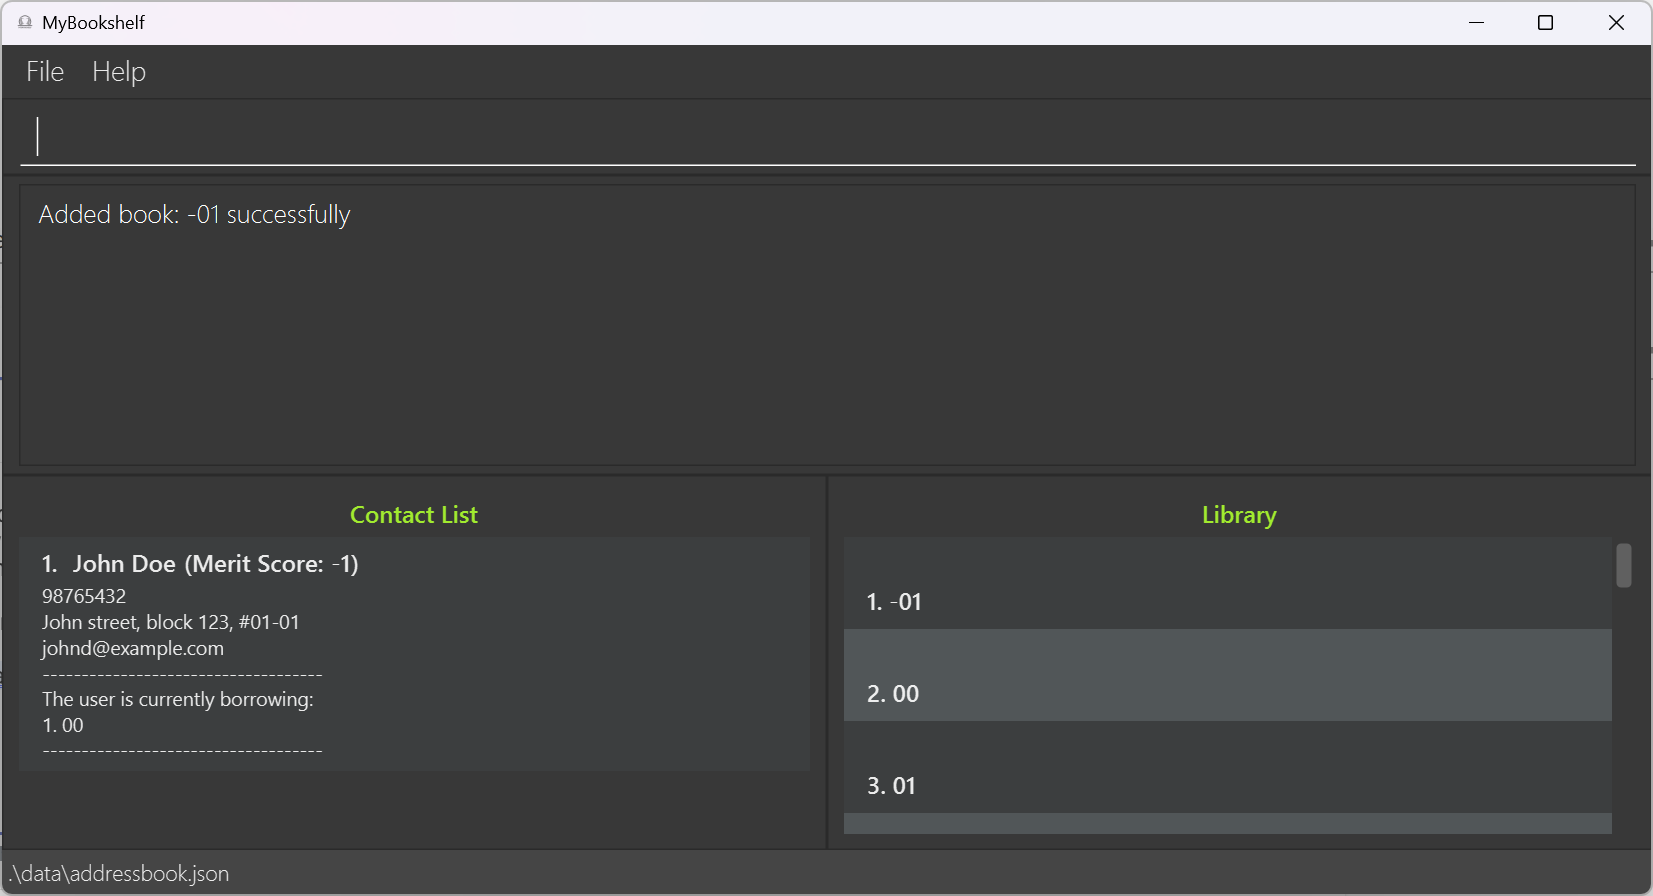 MyBookshelf
File Help
Added book: -01 successfully
Contact List
1. John Doe (Merit Score: -1)
98765432
John street, block 123, #01-01
johnd@example.com
------------------------------------
The user is currently borrowing:
1. 00
------------------------------------
Library
1. -01
2. 00
3. 01
.\data\addressbook.json